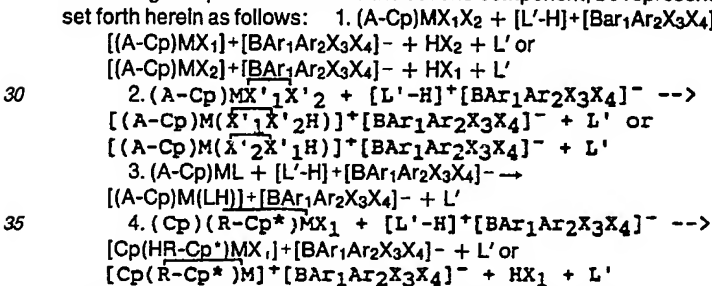 set forth herein as follows: 1. (A-Cp)MX₁X₂ + [L'-H]+[Bar₁Ar₂X₃X₄]
[(A-Cp)MX₁]+[BAr₁Ar₂X₃X₄]- + HX₂ + L' or
[(A-Cp)MX₂]+[BAr₁Ar₂X₃X₄]- + HX₁ + L'
30 2. (A-Cp)MX'₁X'₂ + [L'-H]⁺[BAr₁Ar₂X₃X₄]⁻ -->
[(A-Cp)M(X'₁X'₂H)]⁺[BAr₁Ar₂X₃X₄]⁻ + L' or
[(A-Cp)M(X'₂X'₁H)]⁺[BAr₁Ar₂X₃X₄]⁻ + L'
3. (A-Cp)ML + [L'-H]+[BAr₁Ar₂X₃X₄]- →
[(A-Cp)M(LH)]+[BAr₁Ar₂X₃X₄]- + L'
35 4. (Cp)(R-Cp*)MX₁ + [L'-H]⁺[BAr₁Ar₂X₃X₄]⁻ -->
[Cp(HR-Cp*)MX₁]+[BAr₁Ar₂X₃X₄]- + L' or
[Cp(R-Cp*)M]⁺[BAr₁Ar₂X₃X₄]⁻ + HX₁ + L'